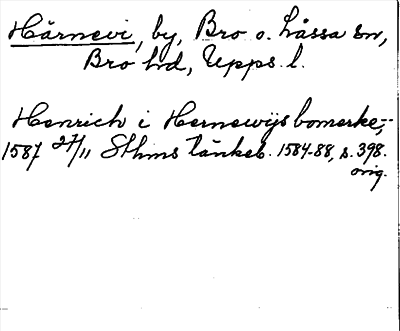 Härnevi, by, Bro o. Låssa sn,
Bro hd, Upps. l.
Henrich i Hernewijs bomerke,-
1587 27/11 Sthms tänkeb. 1584-88, s. 398.
orig.